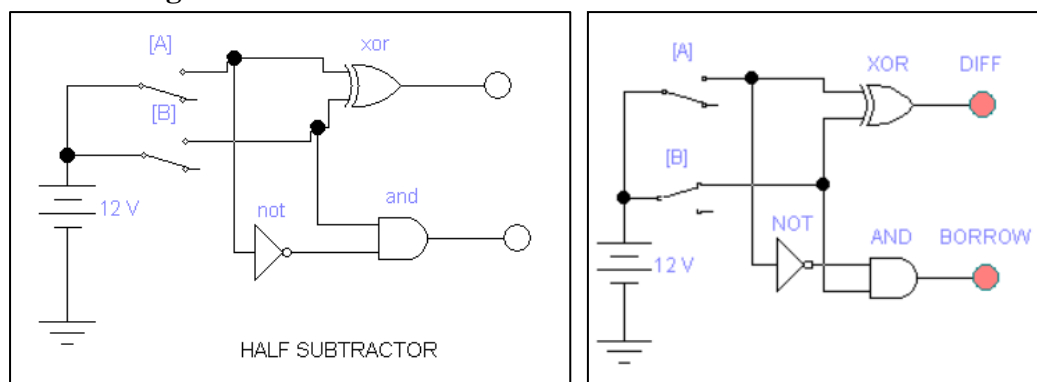 [A]
xor
[B]
12 V
not
and
HALF SUBTRACTOR
[A]
XOR
DIFF
[B]
12 V
NOT
AND
BORROW